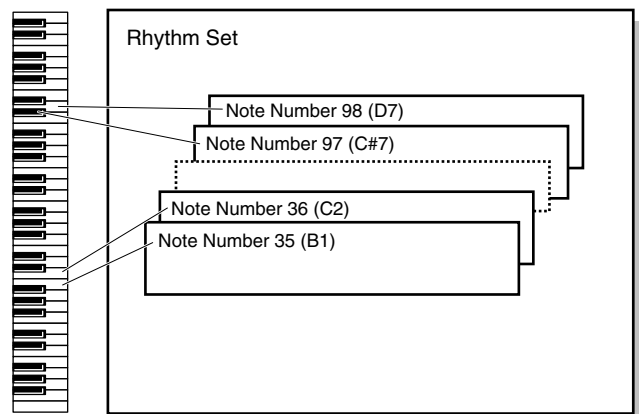 Rhythm Set
Note Number 98 (D7)
Note Number 97 (C#7)
Note Number 36 (C2)
Note Number 35 (B1)